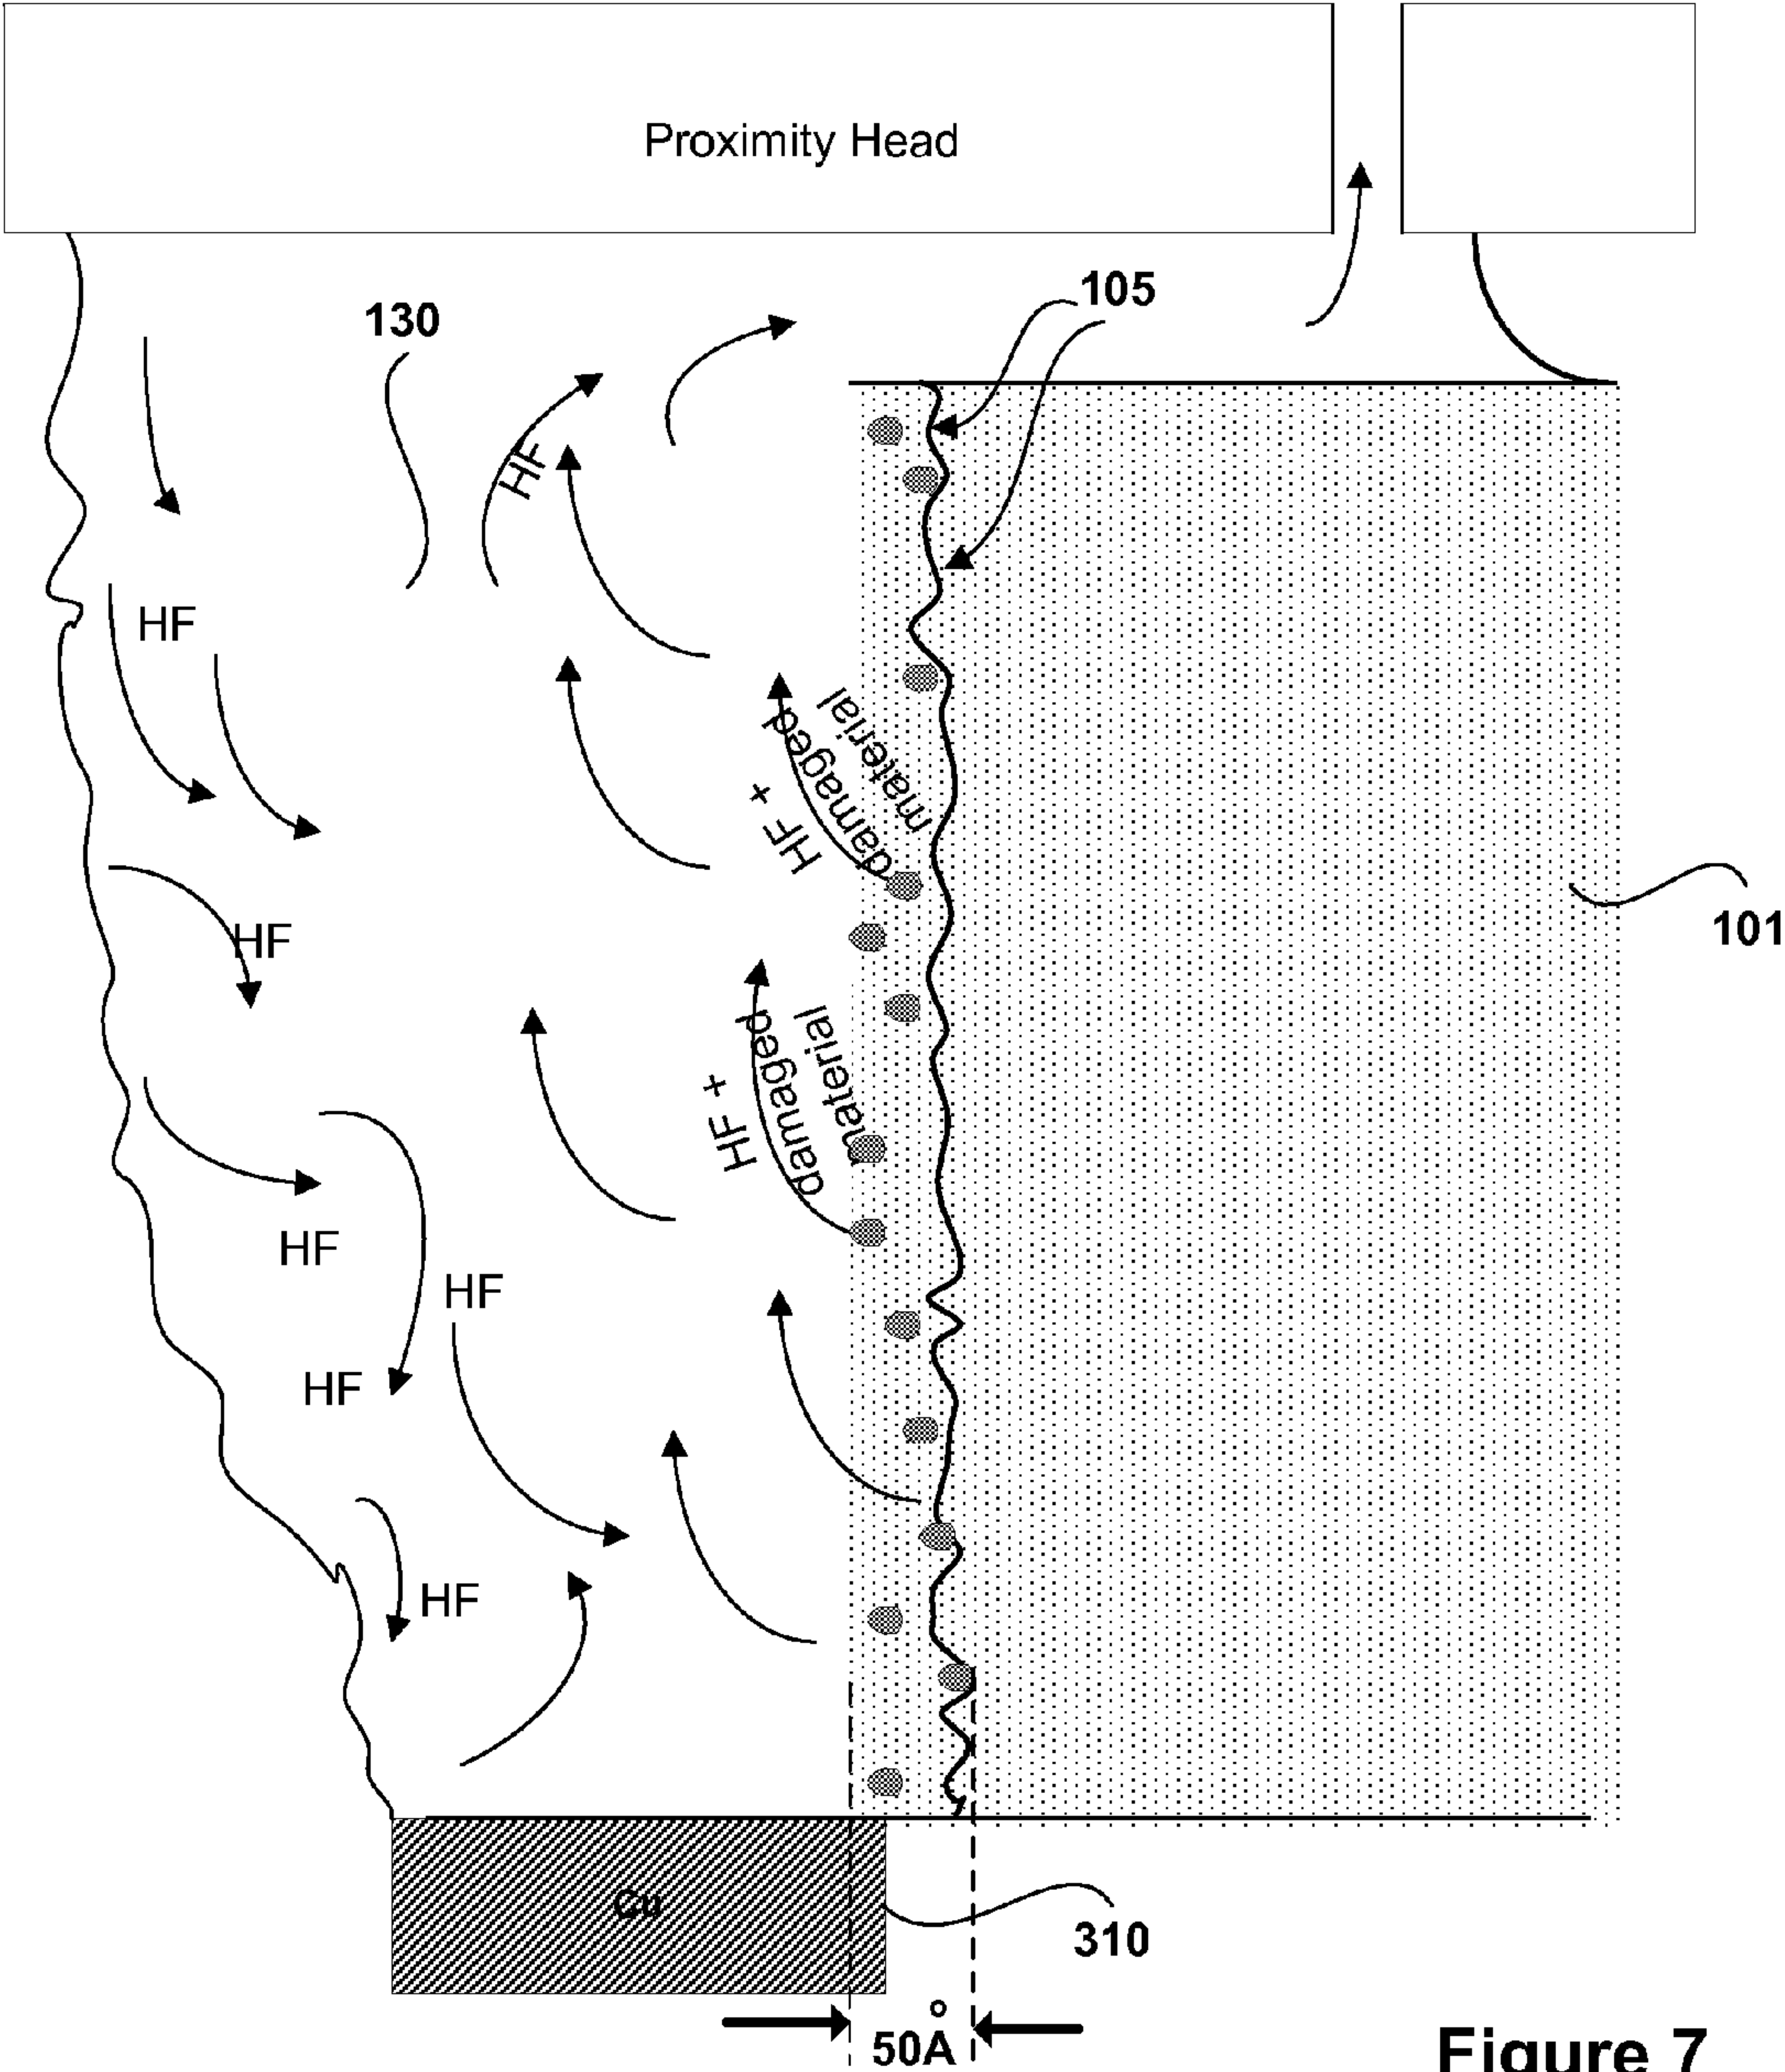 Proximity Head
105
130
HF
HF
HF +
damaged
material
101
HF
HF +
damaged
material
HF
HF
HF
HF
Cu
310
50Å
Figure 7